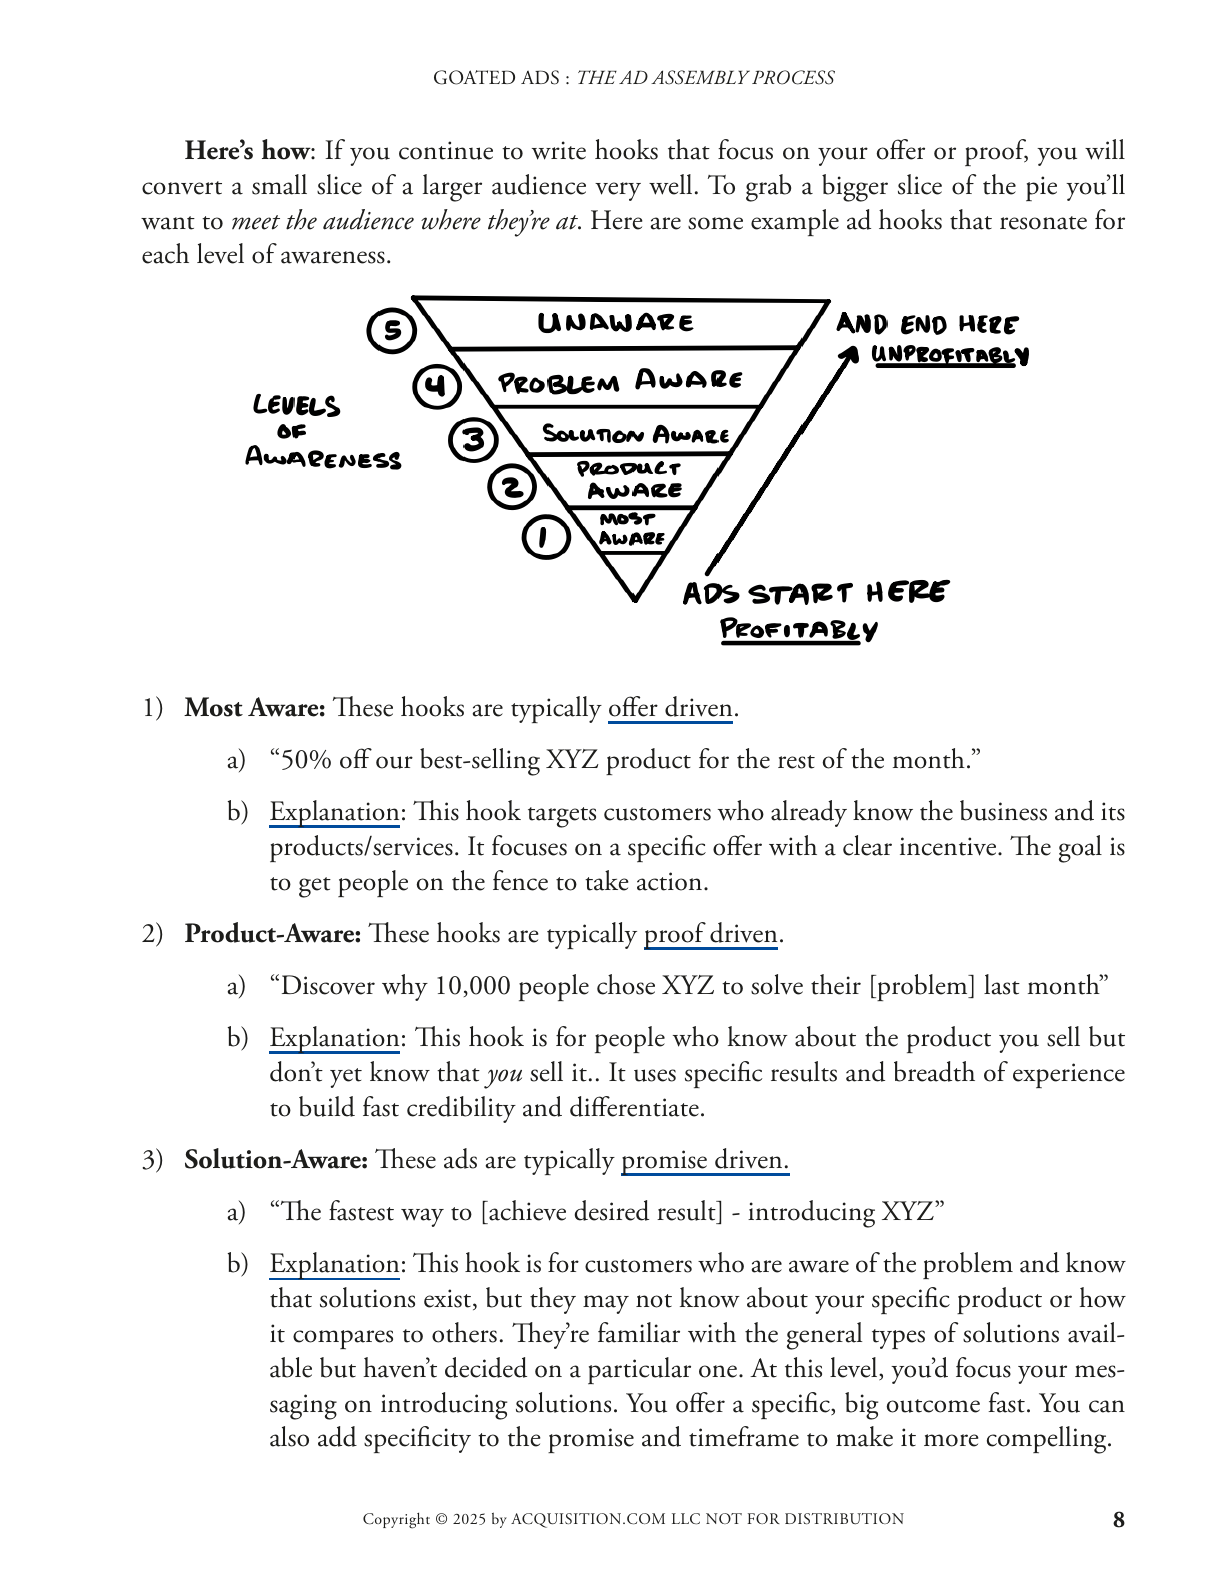 GOATED ADS : THE AD ASSEMBLY PROCESS
Here’s how: If you continue to write hooks that focus on your offer or proof, you will
convert a small slice of a larger audience very well. To grab a bigger slice of the pie you’ll
want to meet the audience where they’re at. Here are some example ad hooks that resonate for
each level of awareness.
5
UNAWARE
AND END HERE
UNPROFITABLY
4
PROBLEM AWARE
LEVELS
OF
AWARENESS
3
SOLUTION AWARE
2
PRODUCT
AWARE
1
MOST
AWARE
ADS START HERE
PROFITABLY
1) Most Aware: These hooks are typically offer driven.
a) “50% off our best-selling XYZ product for the rest of the month.”
b) Explanation: This hook targets customers who already know the business and its
products/services. It focuses on a specific offer with a clear incentive. The goal is
to get people on the fence to take action.
2) Product-Aware: These hooks are typically proof driven.
a) “Discover why 10,000 people chose XYZ to solve their [problem] last month”
b) Explanation: This hook is for people who know about the product you sell but
don’t yet know that you sell it.. It uses specific results and breadth of experience
to build fast credibility and differentiate.
3) Solution-Aware: These ads are typically promise driven.
a) “The fastest way to [achieve desired result] - introducing XYZ”
b) Explanation: This hook is for customers who are aware of the problem and know
that solutions exist, but they may not know about your specific product or how
it compares to others. They’re familiar with the general types of solutions avail-
able but haven’t decided on a particular one. At this level, you’d focus your mes-
saging on introducing solutions. You offer a specific, big outcome fast. You can
also add specificity to the promise and timeframe to make it more compelling.
Copyright © 2025 by ACQUISITION.COM LLC NOT FOR DISTRIBUTION
8